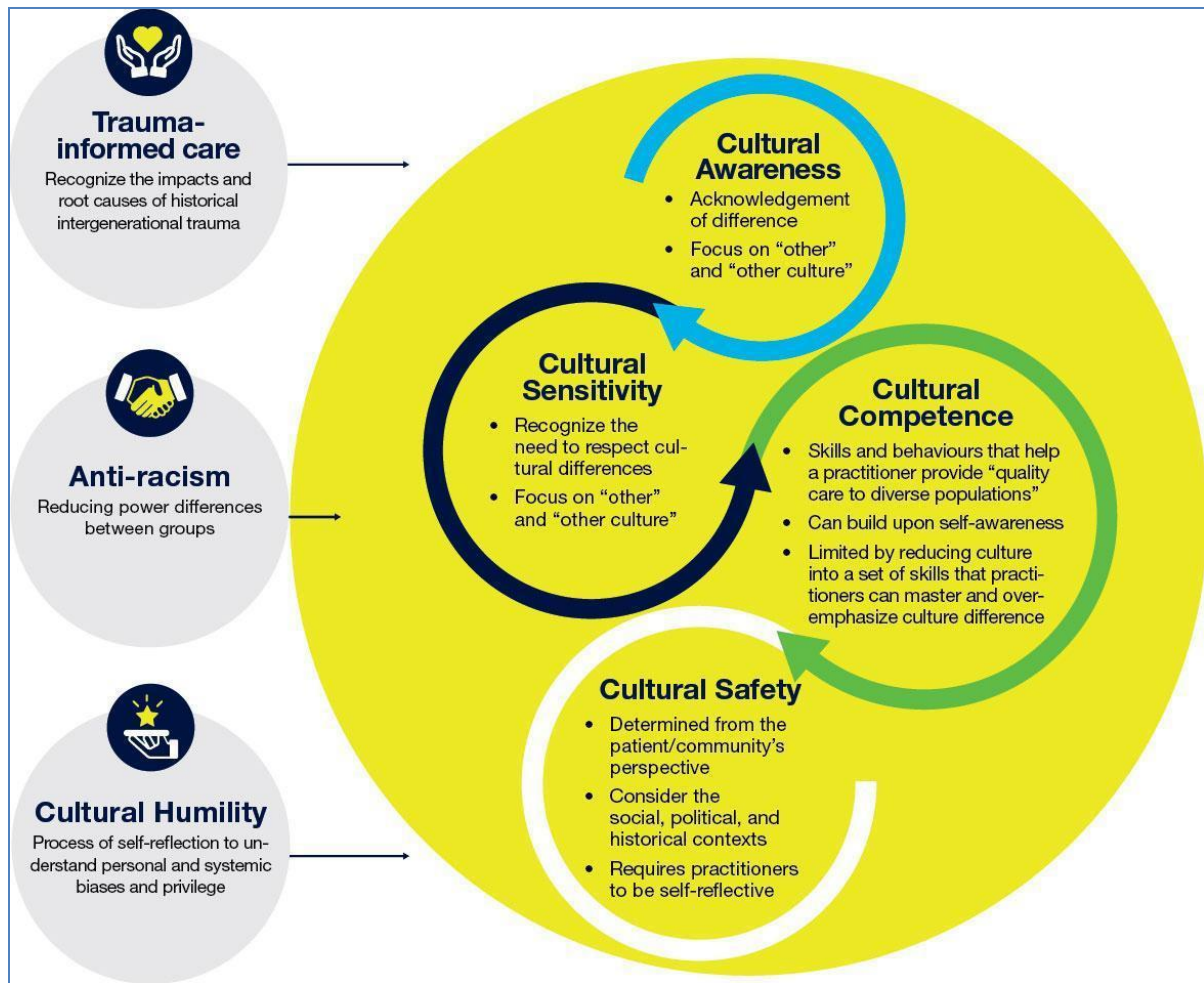 Trauma-
informed care
Recognize the impacts and
root causes of historical
intergenerational trauma
Anti-racism
Reducing power differences
between groups
Cultural Humility
Process of self-reflection to un-
derstand personal and systemic
biases and privilege
Cultural
Awareness
• Acknowledgement
of difference
• Focus on “other”
and “other culture”
Cultural
Sensitivity
• Recognize the
need to respect cul-
tural differences
• Focus on “other”
and “other culture”
Cultural
Competence
• Skills and behaviours that help
a practitioner provide “quality
care to diverse populations”
• Can build upon self-awareness
• Limited by reducing culture
into a set of skills that practi-
tioners can master and over-
emphasize culture difference
Cultural Safety
• Determined from the
patient/community’s
perspective
• Consider the
social, political, and
historical contexts
• Requires practitioners
to be self-reflective